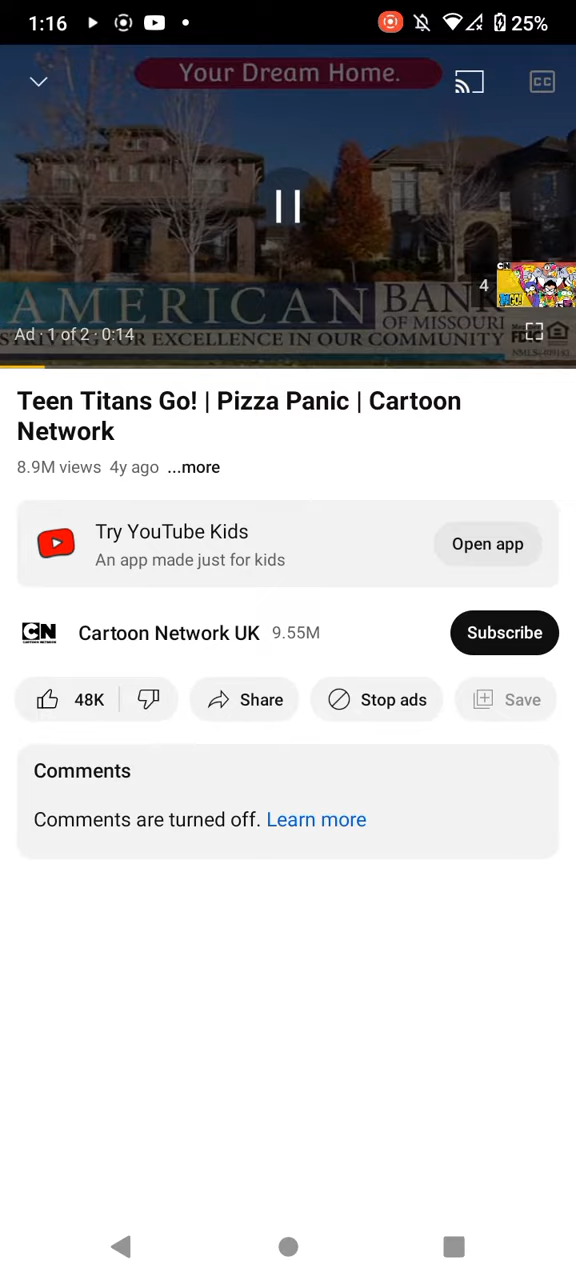 1:16
25%
Your Dream Home.
CC
4
AMERICAN BANK
OF MISSOURI
Ad · 1 of 2 · 0:14
EXCELLENCE IN OUR COMMUNITY
Teen Titans Go! | Pizza Panic | Cartoon
Network
8.9M views 4y ago ...more
Try YouTube Kids
An app made just for kids
Open app
CN
Cartoon Network UK 9.55M
Subscribe
48K
Share
Stop ads
Save
Comments
Comments are turned off. Learn more